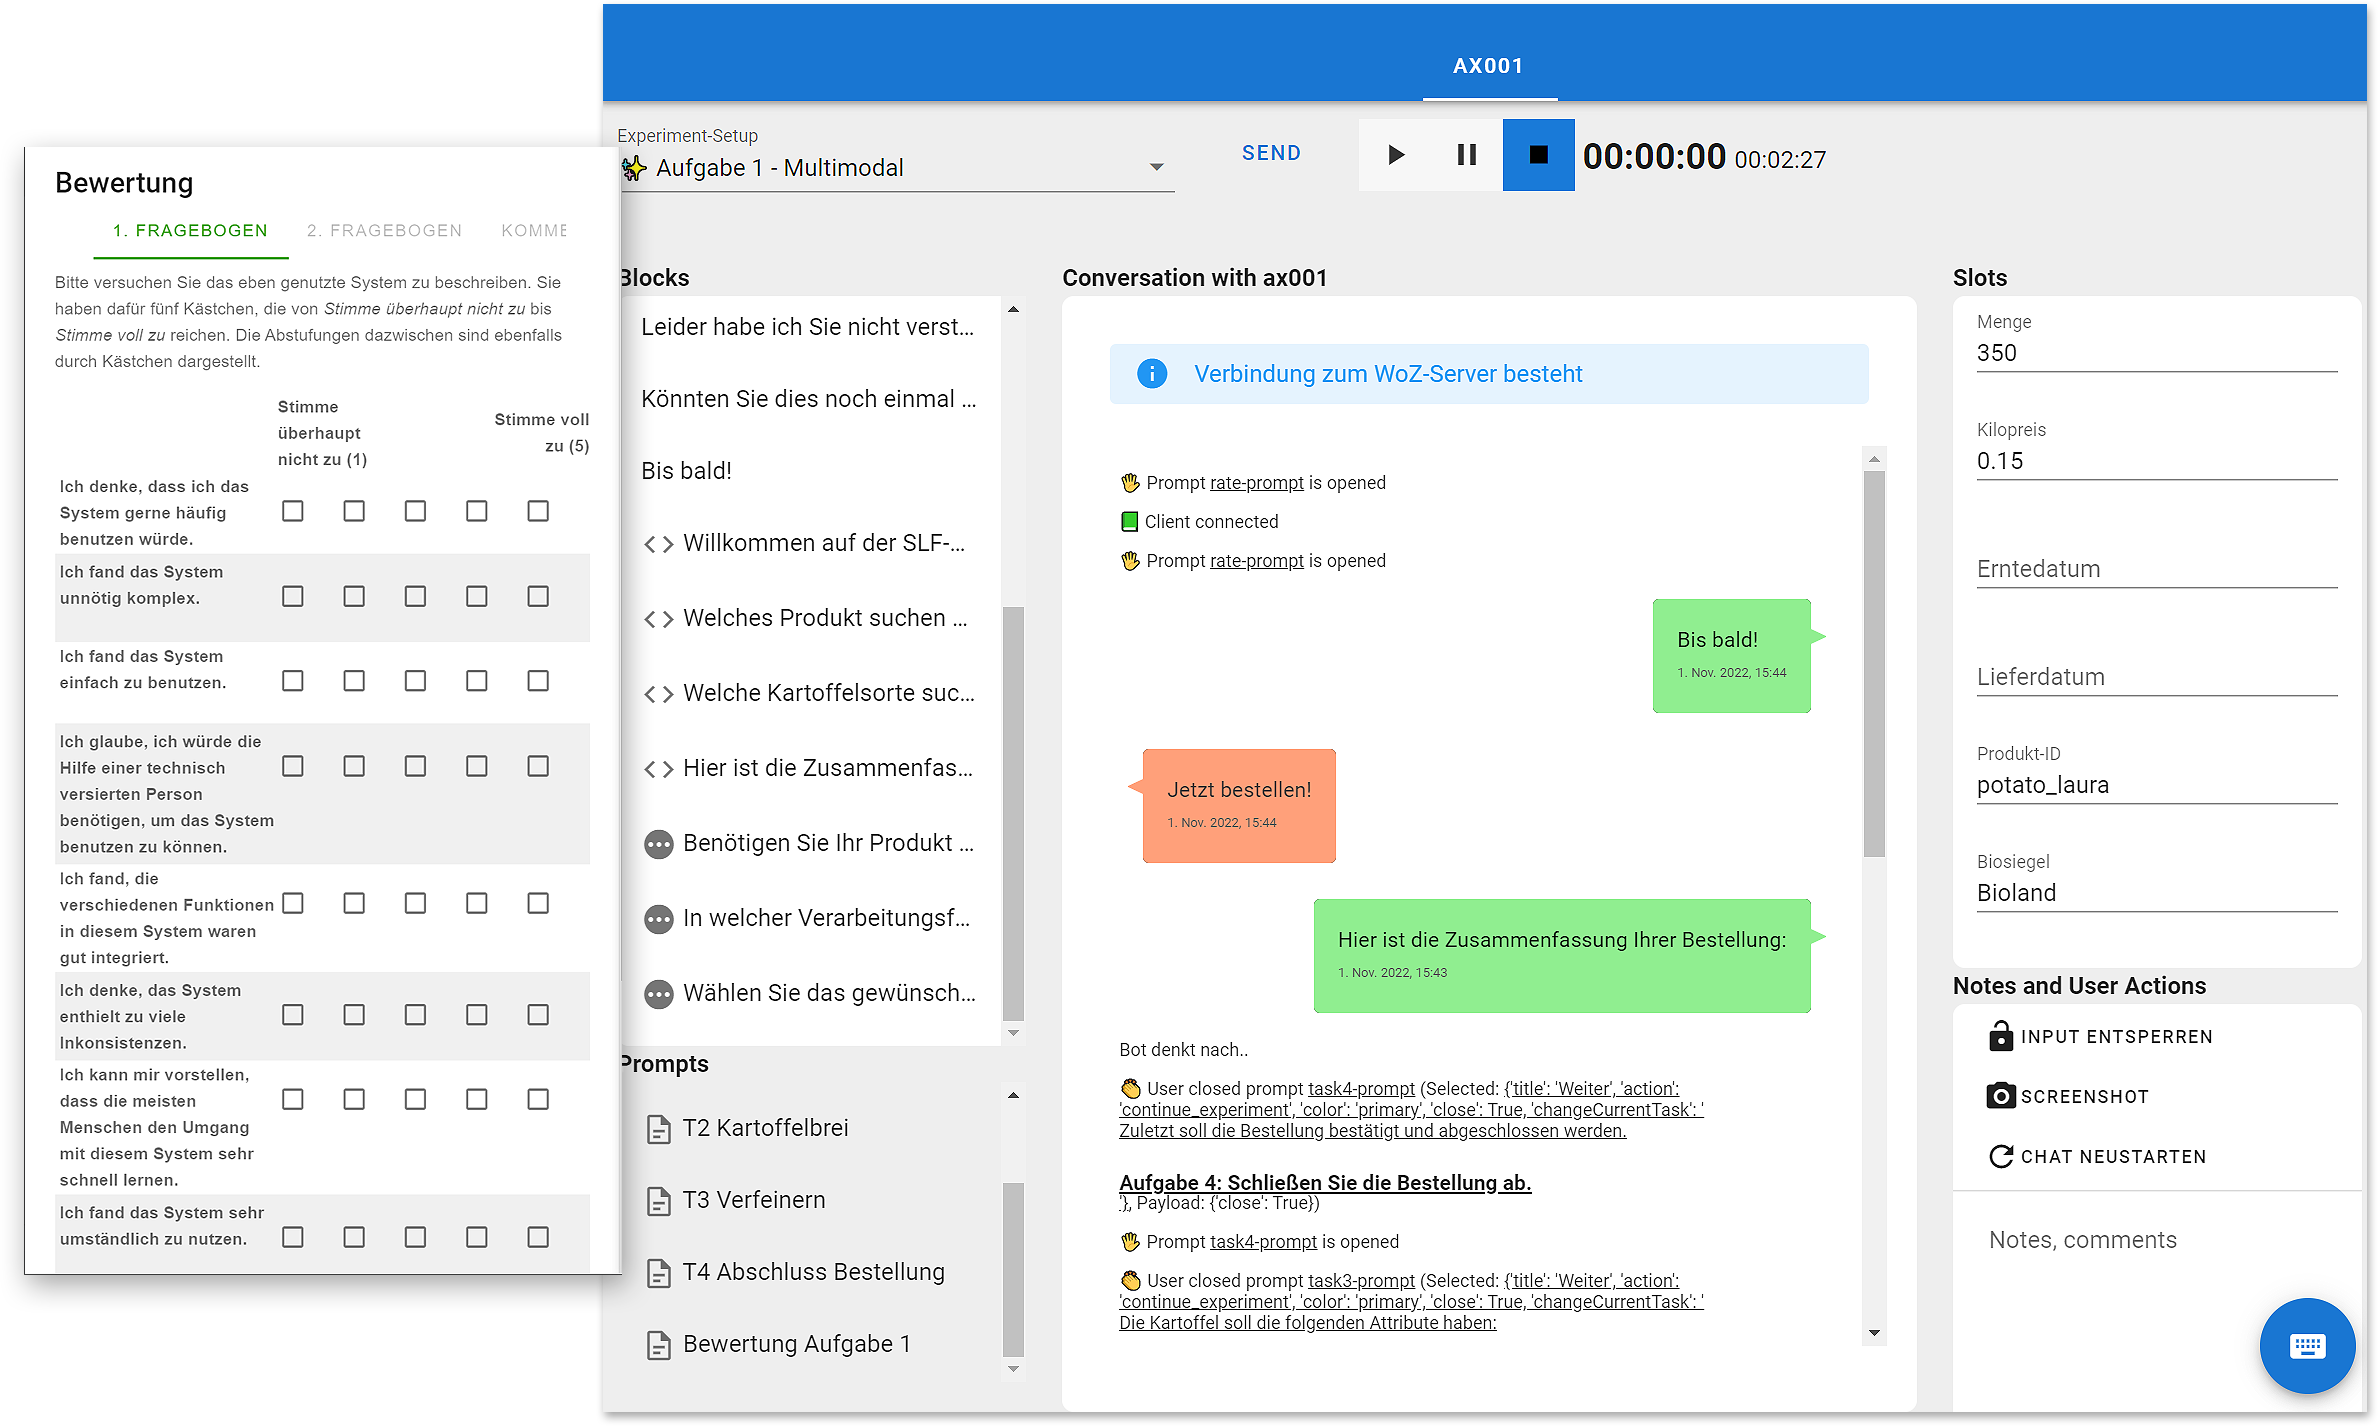 Bewertung
1. FRAGEBOGEN
2. FRAGEBOGEN
KOMME
Bitte versuchen Sie das eben genutzte System zu beschreiben. Sie
haben dafür fünf Kästchen, die von Stimme überhaupt nicht zu bis
Stimme voll zu reichen. Die Abstufungen dazwischen sind ebenfalls
durch Kästchen dargestellt.
Stimme
überhaupt
nicht zu (1)
Stimme voll
zu (5)
Ich denke, dass ich das
System gerne häufig
benutzen würde.
Ich fand das System
unnötig komplex.
Ich fand das System
einfach zu benutzen.
Ich glaube, ich würde die
Hilfe einer technisch
versierten Person
benötigen, um das System
benutzen zu können.
Ich fand, die
verschiedenen Funktionen
in diesem System waren
gut integriert.
Ich denke, das System
enthielt zu viele
Inkonsistenzen.
Ich kann mir vorstellen,
dass die meisten
Menschen den Umgang
mit diesem System sehr
schnell lernen.
Ich fand das System sehr
umständlich zu nutzen.
AX001
Experiment-Setup
Aufgabe 1 - Multimodal
SEND
00:00:00 00:02:27
Blocks
Leider habe ich Sie nicht verst...
Könnten Sie dies noch einmal ...
Bis bald!
<> Willkommen auf der SLF-...
<> Welches Produkt suchen ...
<> Welche Kartoffelsorte suc...
<> Hier ist die Zusammenfas...
Benötigen Sie Ihr Produkt ...
In welcher Verarbeitungsf...
Wählen Sie das gewünsch...
Prompts
T2 Kartoffelbrei
T3 Verfeinern
T4 Abschluss Bestellung
Bewertung Aufgabe 1
Conversation with ax001
Verbindung zum WoZ-Server besteht
Prompt rate-prompt is opened
Client connected
Prompt rate-prompt is opened
Bis bald!
1. Nov. 2022, 15:44
Jetzt bestellen!
1. Nov. 2022, 15:44
Hier ist die Zusammenfassung Ihrer Bestellung:
1. Nov. 2022, 15:43
Bot denkt nach..
User closed prompt task4-prompt (Selected: {'title': 'Weiter', 'action':
'continue_experiment', 'color': 'primary', 'close': True, 'changeCurrentTask': '
Zuletzt soll die Bestellung bestätigt und abgeschlossen werden.
Aufgabe 4: Schließen Sie die Bestellung ab.
'}, Payload: {'close': True})
Prompt task4-prompt is opened
User closed prompt task3-prompt (Selected: {'title': 'Weiter', 'action':
'continue_experiment', 'color': 'primary', 'close': True, 'changeCurrentTask': '
Die Kartoffel soll die folgenden Attribute haben:
Slots
Menge
350
Kilopreis
0.15
Erntedatum
Lieferdatum
Produkt-ID
potato_laura
Biosiegel
Bioland
Notes and User Actions
INPUT ENTSPERREN
SCREENSHOT
CHAT NEUSTARTEN
Notes, comments